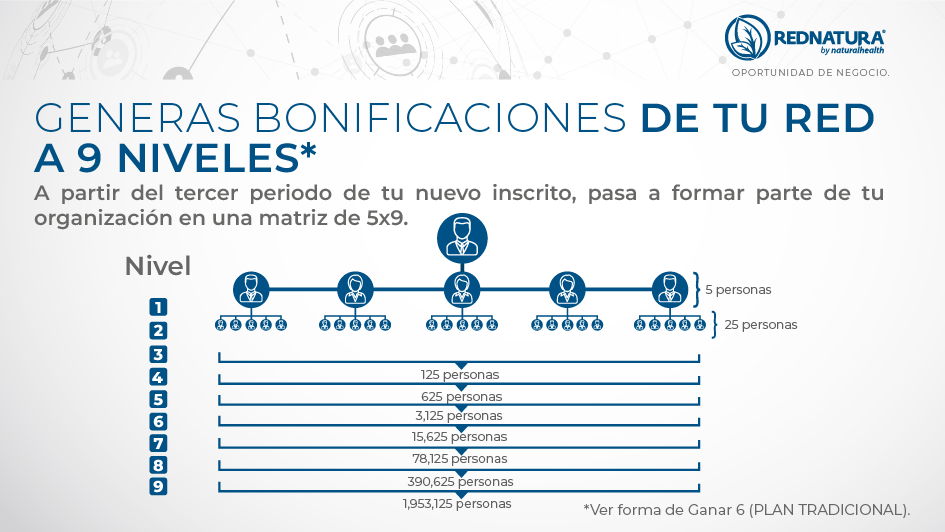 REDNATURA®
by naturalhealth
OPORTUNIDAD DE NEGOCIO.
GENERAS BONIFICACIONES DE TU RED
A 9 NIVELES*
A partir del tercer periodo de tu nuevo inscrito, pasa a formar parte de tu
organización en una matriz de 5x9.
Nivel
1
5 personas
2
25 personas
3
125 personas
4
625 personas
5
3,125 personas
6
15,625 personas
7
78,125 personas
8
390,625 personas
9
1,953,125 personas
*Ver forma de Ganar 6 (PLAN TRADICIONAL).